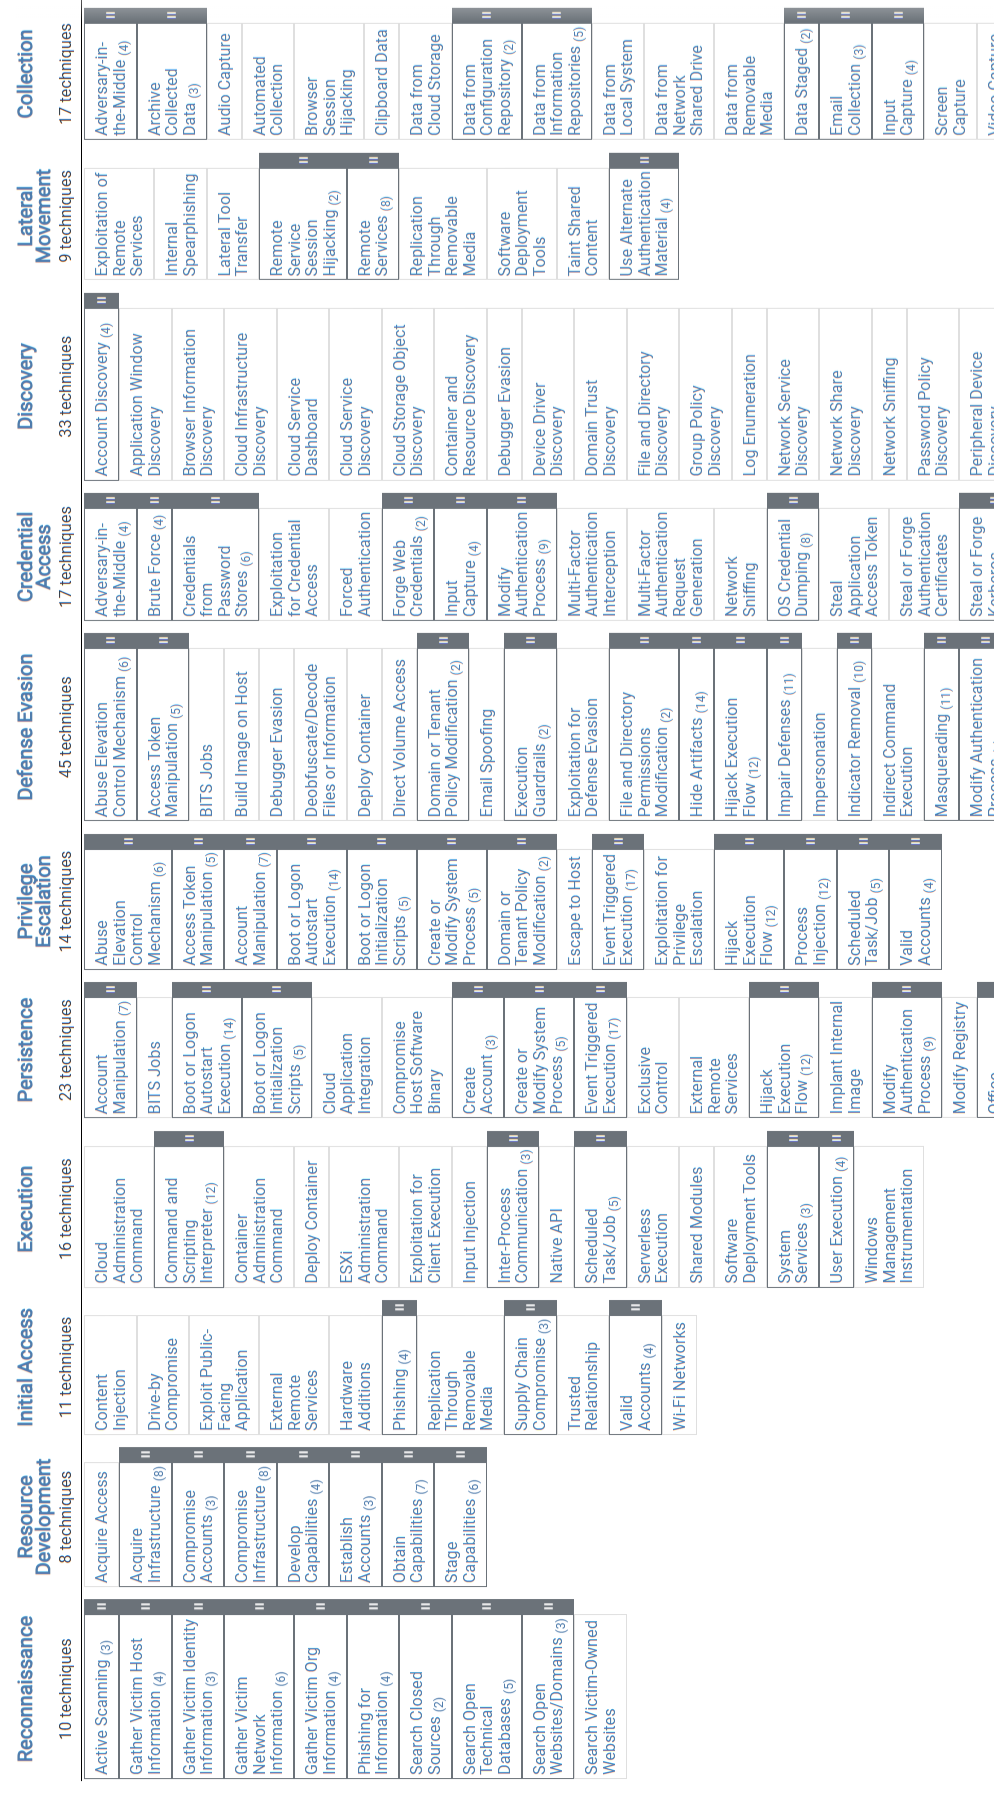 Reconnaissance
10 techniques
Active Scanning (3)
Gather Victim Host
Information (4)
Gather Victim Identity
Information (3)
Gather Victim
Network
Information (6)
Gather Victim Org
Information (4)
Phishing for
Information (4)
Search Closed
Sources (2)
Search Open
Technical
Databases (5)
Search Open
Websites/Domains (3)
Search Victim-Owned
Websites
Resource
Development
8 techniques
Acquire Access
Acquire
Infrastructure (8)
Compromise
Accounts (3)
Compromise
Infrastructure (8)
Develop
Capabilities (4)
Establish
Accounts (3)
Obtain
Capabilities (7)
Stage
Capabilities (6)
Initial Access
11 techniques
Content
Injection
Drive-by
Compromise
Exploit Public-
Facing
Application
External
Remote
Services
Hardware
Additions
Phishing (4)
Replication
Through
Removable
Media
Supply Chain
Compromise (3)
Trusted
Relationship
Valid
Accounts (4)
Wi-Fi Networks
Execution
16 techniques
Cloud
Administration
Command
Command and
Scripting
Interpreter (12)
Container
Administration
Command
Deploy Container
ESXi
Administration
Command
Exploitation for
Client Execution
Input Injection
Inter-Process
Communication (3)
Native API
Scheduled
Task/Job (5)
Serverless
Execution
Shared Modules
Software
Deployment Tools
System
Services (3)
User Execution (4)
Windows
Management
Instrumentation
Persistence
23 techniques
Account
Manipulation (7)
BITS Jobs
Boot or Logon
Autostart
Execution (14)
Boot or Logon
Initialization
Scripts (5)
Cloud
Application
Integration
Compromise
Host Software
Binary
Create
Account (3)
Create or
Modify System
Process (5)
Event Triggered
Execution (17)
Exclusive
Control
External
Remote
Services
Hijack
Execution
Flow (12)
Implant Internal
Image
Modify
Authentication
Process (9)
Modify Registry
Office
Privilege
Escalation
14 techniques
Abuse
Elevation
Control
Mechanism (6)
Access Token
Manipulation (5)
Account
Manipulation (7)
Boot or Logon
Autostart
Execution (14)
Boot or Logon
Initialization
Scripts (5)
Create or
Modify System
Process (5)
Domain or
Tenant Policy
Modification (2)
Escape to Host
Event Triggered
Execution (17)
Exploitation for
Privilege
Escalation
Hijack
Execution
Flow (12)
Process
Injection (12)
Scheduled
Task/Job (5)
Valid
Accounts (4)
Defense Evasion
45 techniques
Abuse Elevation
Control Mechanism (6)
Access Token
Manipulation (5)
BITS Jobs
Build Image on Host
Debugger Evasion
Deobfuscate/Decode
Files or Information
Deploy Container
Direct Volume Access
Domain or Tenant
Policy Modification (2)
Email Spoofing
Execution
Guardrails (2)
Exploitation for
Defense Evasion
File and Directory
Permissions
Modification (2)
Hide Artifacts (14)
Hijack Execution
Flow (12)
Impair Defenses (11)
Impersonation
Indicator Removal (10)
Indirect Command
Execution
Masquerading (11)
Modify Authentication
Credential
Access
17 techniques
Adversary-in-
the-Middle (4)
Brute Force (4)
Credentials
from
Password
Stores (6)
Exploitation
for Credential
Access
Forced
Authentication
Forge Web
Credentials (2)
Input
Capture (4)
Modify
Authentication
Process (9)
Multi-Factor
Authentication
Interception
Multi-Factor
Authentication
Request
Generation
Network
Sniffing
OS Credential
Dumping (8)
Steal
Application
Access Token
Steal or Forge
Authentication
Certificates
Steal or Forge
Discovery
33 techniques
Account Discovery (4)
Application Window
Discovery
Browser Information
Discovery
Cloud Infrastructure
Discovery
Cloud Service
Dashboard
Cloud Service
Discovery
Cloud Storage Object
Discovery
Container and
Resource Discovery
Debugger Evasion
Device Driver
Discovery
Domain Trust
Discovery
File and Directory
Discovery
Group Policy
Discovery
Log Enumeration
Network Service
Discovery
Network Share
Discovery
Network Sniffing
Password Policy
Discovery
Peripheral Device
Discovery
Lateral
Movement
9 techniques
Exploitation of
Remote
Services
Internal
Spearphishing
Lateral Tool
Transfer
Remote
Service
Session
Hijacking (2)
Remote
Services (8)
Replication
Through
Removable
Media
Software
Deployment
Tools
Taint Shared
Content
Use Alternate
Authentication
Material (4)
Collection
17 techniques
Adversary-in-
the-Middle (4)
Archive
Collected
Data (3)
Audio Capture
Automated
Collection
Browser
Session
Hijacking
Clipboard Data
Data from
Cloud Storage
Data from
Configuration
Repository (2)
Data from
Information
Repositories (5)
Data from
Local System
Data from
Network
Shared Drive
Data from
Removable
Media
Data Staged (2)
Email
Collection (3)
Input
Capture (4)
Screen
Capture
Video Capture